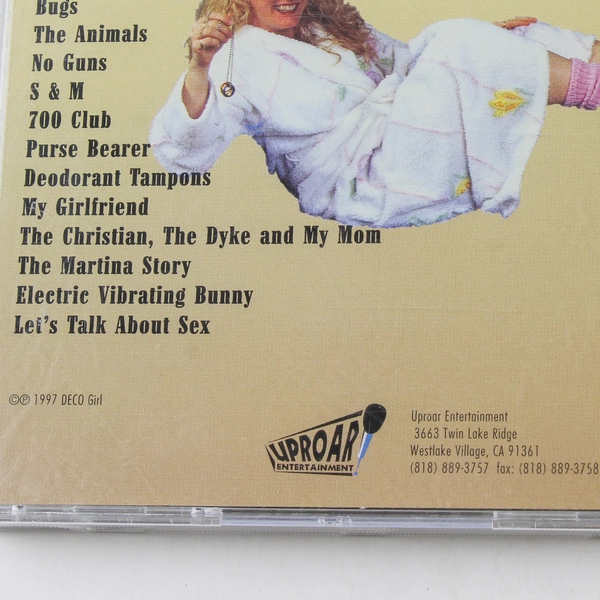 Bugs
The Animals
No Guns
S & M
700 Club
Purse Bearer
Deodorant Tampons
My Girlfriend
The Christian, The Dyke and My Mom
The Martina Story
Electric Vibrating Bunny
Let's Talk About Sex
©℗ 1997 DECO Girl
UPROAR
ENTERTAINMENT
Uproar Entertainment
3663 Twin Lake Ridge
Westlake Village, CA 91361
(818) 889-3757 fax: (818) 889-3758